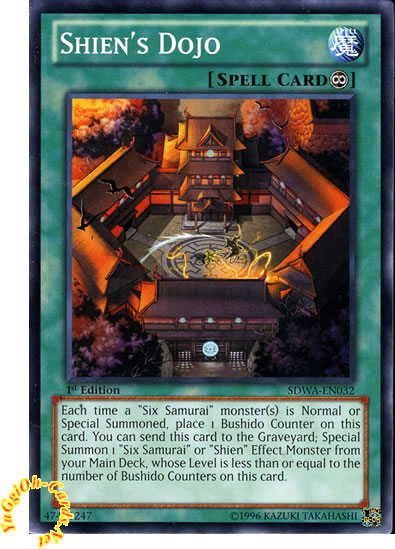 SHIEN'S DOJO
魔
[SPELL CARD]
1st Edition
SDWA-EN032
Each time a "Six Samurai" monster(s) is Normal or
Special Summoned, place 1 Bushido Counter on
this card. You can send this card to the Graveyard; Special
Summon 1 "Six Samurai" or "Shien" Effect Monster from
your Main Deck, whose Level is less than or equal to the
number of Bushido Counters on this card.
©1996 KAZUKI TAKAHASHI
YuGeiOh-Cards.Net